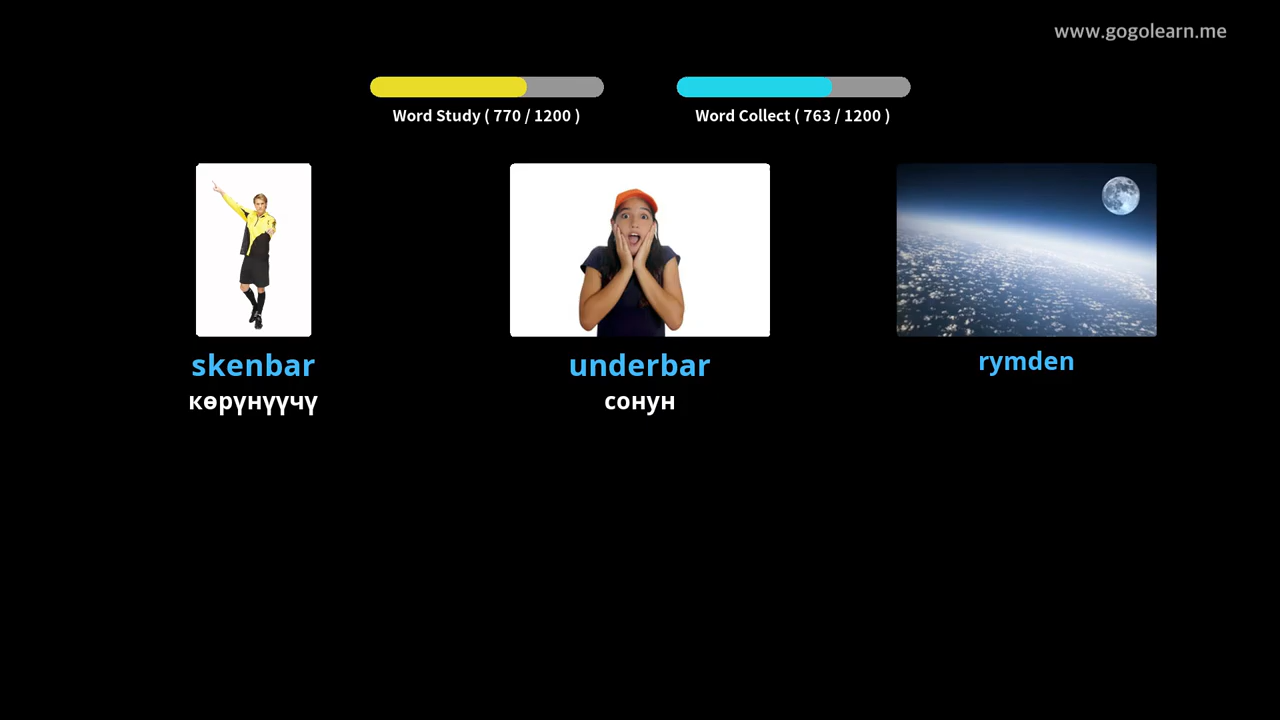 www.gogolearn.me
Word Study ( 770 / 1200 )
Word Collect ( 763 / 1200 )
skenbar
көрүнүүчү
underbar
сонун
rymden